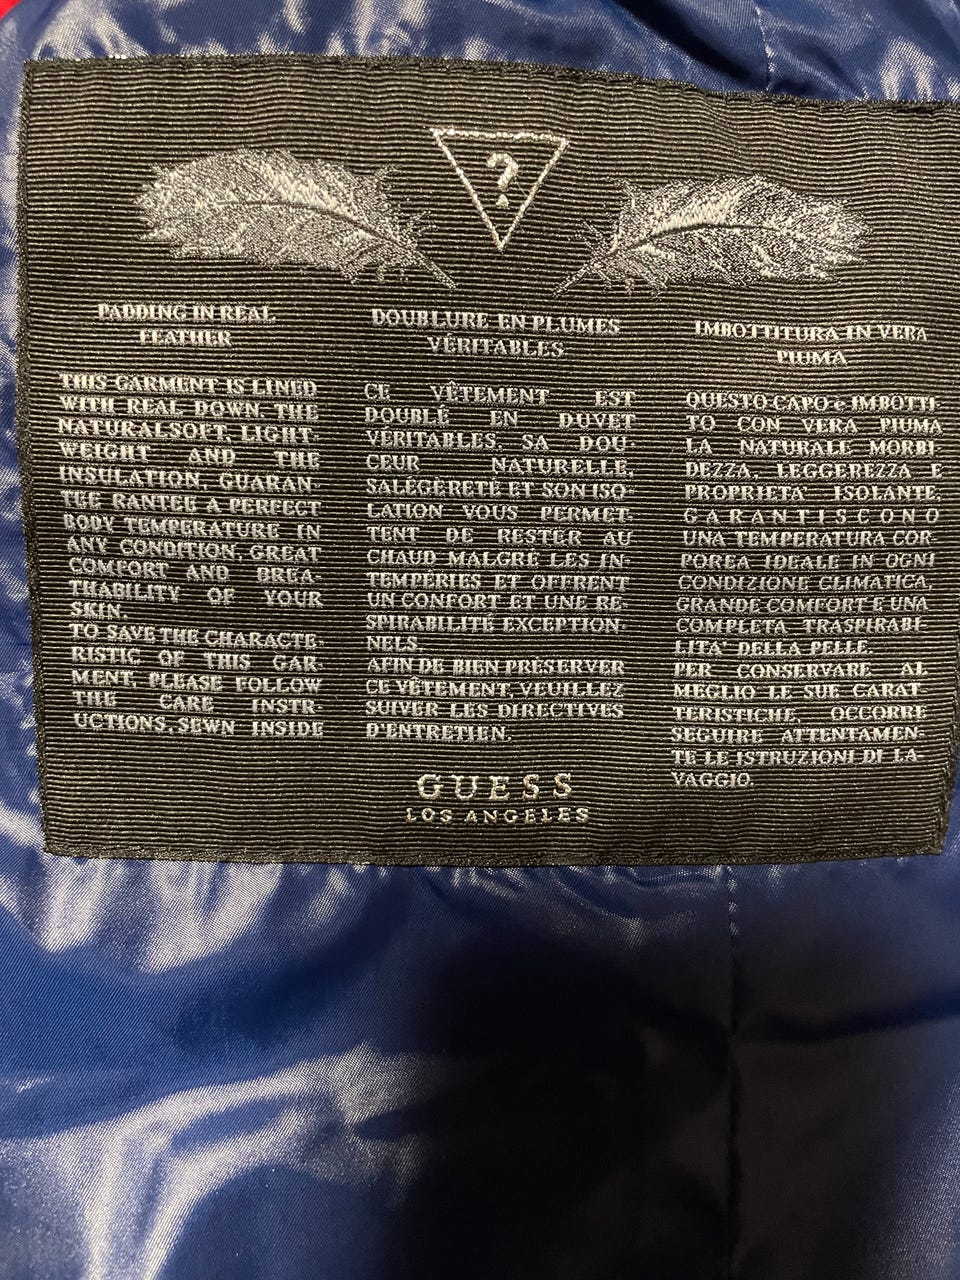 ?
PADDING IN REAL
FEATHER
THIS GARMENT IS LINED
WITH REAL DOWN. THE
NATURALSOFT, LIGHT-
WEIGHT AND THE
INSULATION, GUARAN
TEE RANTEE A PERFECT
BODY TEMPERATURE IN
ANY CONDITION, GREAT
COMFORT AND BREA-
THABILITY OF YOUR
SKIN.
TO SAVE THE CHARACTE-
RISTIC OF THIS GAR-
MENT, PLEASE FOLLOW
THE CARE INSTR-
UCTIONS, SEWN INSIDE
DOUBLURE EN PLUMES
VÉRITABLES
CE VÊTEMENT EST
DOUBLÉ EN DUVET
VÉRITABLES, SA DOU-
CEUR NATURELLE,
SALÉGÈRETÉ ET SON ISO-
LATION VOUS PERMET-
TENT DE RESTER AU
CHAUD MALGRÉ LES IN-
TEMPÉRIES ET OFFRENT
UN CONFORT ET UNE RE-
SPIRABILITÉ EXCEPTION-
NELS.
AFIN DE BIEN PRÉSERVER
CE VÊTEMENT, VEUILLEZ
SUIVER LES DIRECTIVES
D'ENTRETIEN.
IMBOTTITURA IN VERA
PIUMA
QUESTO CAPO è IMBOTTI-
TO CON VERA PIUMA
LA NATURALE MORBI-
DEZZA, LEGGEREZZA E
PROPRIETA' ISOLANTE,
GARANTISCONO
UNA TEMPERATURA COR-
POREA IDEALE IN OGNI
CONDIZIONE CLIMATICA,
GRANDE COMFORT E UNA
COMPLETA TRASPIRABI-
LITA' DELLA PELLE.
PER CONSERVARE AL
MEGLIO LE SUE CARAT-
TERISTICHE, OCCORRE
SEGUIRE ATTENTAMEN-
TE LE ISTRUZIONI DI LA-
VAGGIO.
GUESS
LOS ANGELES